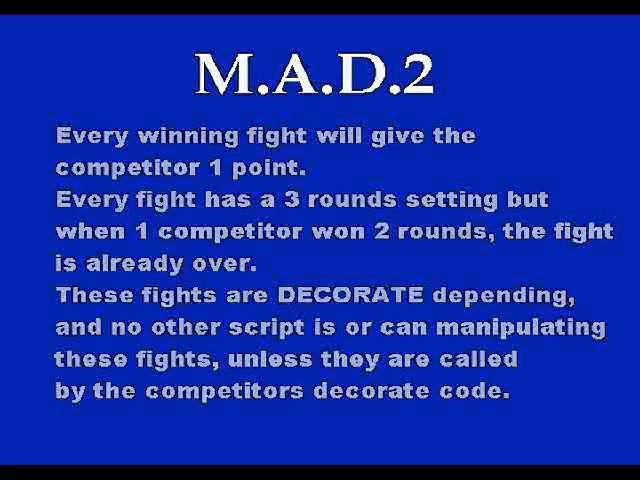 M.A.D.2
Every winning fight will give the
competitor 1 point.
Every fight has a 3 rounds setting but
when 1 competitor won 2 rounds, the fight
is already over.
These fights are DECORATE depending,
and no other script is or can manipulating
these fights, unless they are called
by the competitors decorate code.